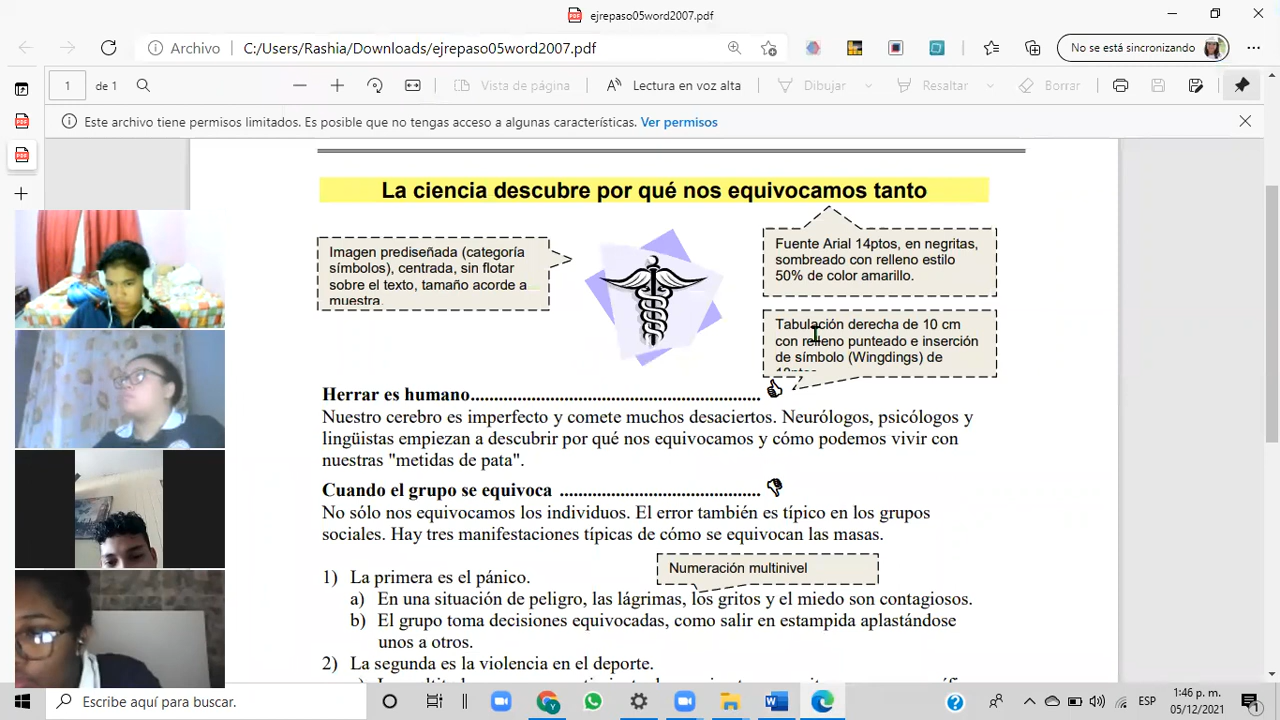 ejrepaso05word2007.pdf
Archivo
C:/Users/Rashia/Downloads/ejrepaso05word2007.pdf
No se está sincronizando
1
de 1
Vista de página
Lectura en voz alta
Dibujar
Resaltar
Borrar
Este archivo tiene permisos limitados. Es posible que no tengas acceso a algunas características. Ver permisos
La ciencia descubre por qué nos equivocamos tanto
Imagen prediseñada (categoría
símbolos), centrada, sin flotar
sobre el texto, tamaño acorde a
muestra.
Fuente Arial 14ptos, en negritas,
sombreado con relleno estilo
50% de color amarillo.
Tabulación derecha de 10 cm
con relleno punteado e inserción
de símbolo (Wingdings) de
Herrar es humano......................................................................
Nuestro cerebro es imperfecto y comete muchos desaciertos. Neurólogos, psicólogos y
lingüistas empiezan a descubrir por qué nos equivocamos y cómo podemos vivir con
nuestras "metidas de pata".
Cuando el grupo se equivoca ................................................
No sólo nos equivocamos los individuos. El error también es típico en los grupos
sociales. Hay tres manifestaciones típicas de cómo se equivocan las masas.
Numeración multinivel
1) La primera es el pánico.
a) En una situación de peligro, las lágrimas, los gritos y el miedo son contagiosos.
b) El grupo toma decisiones equivocadas, como salir en estampida aplastándose
unos a otros.
2) La segunda es la violencia en el deporte.
Escribe aquí para buscar.
ESP
1:46 p. m.
05/12/2021
1